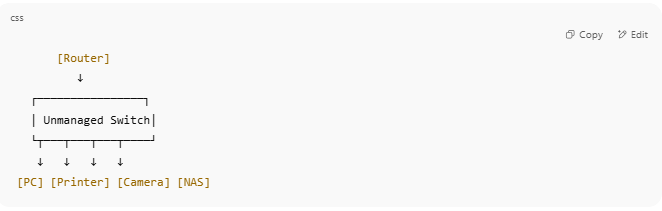 css
Copy Edit
[Router]
↓
┌────────────────┐
│ Unmanaged Switch│
└┬───┬───┬───┬────┘
↓ ↓ ↓ ↓
[PC] [Printer] [Camera] [NAS]